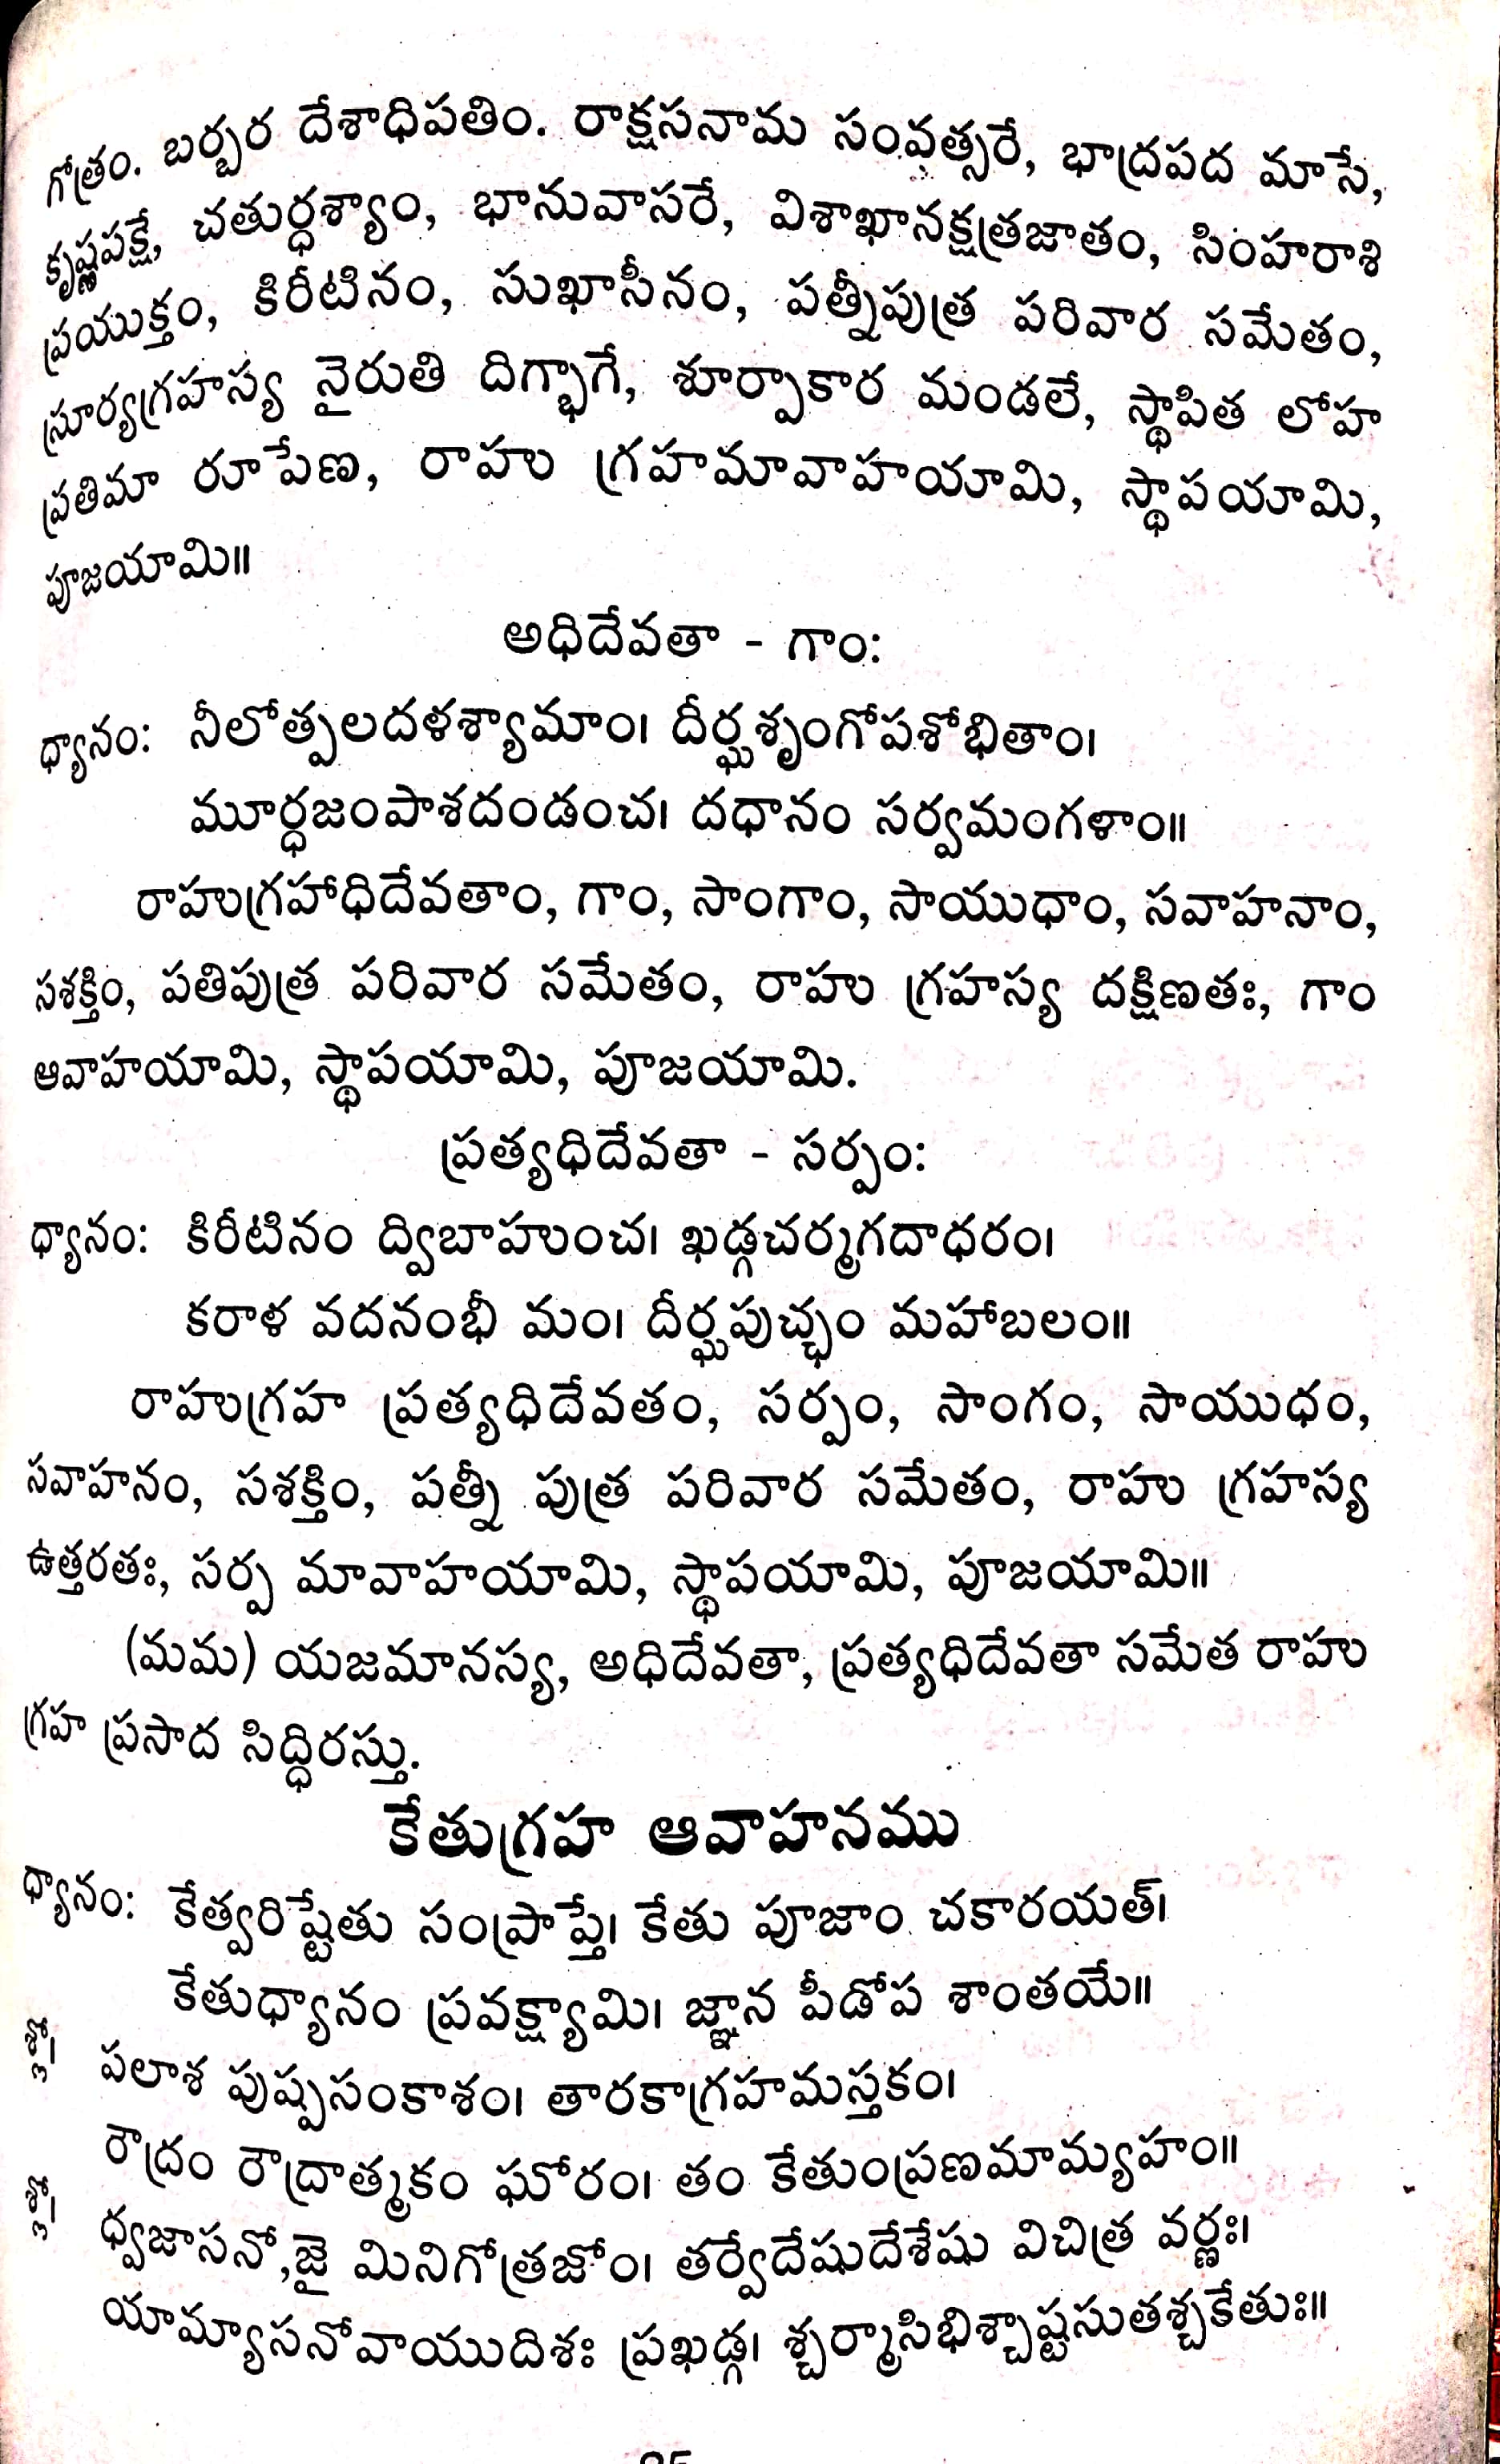 గోత్రం. బర్బర దేశాధిపతిం. రాక్షసనామ సంవత్సరే, భాద్రపద మాసే,
కృష్ణపక్షే, చతుర్ధశ్యాం, భానువాసరే, విశాఖానక్షత్రజాతం, సింహరాశి
ప్రయుక్తం, కిరీటినం, సుఖాసీనం, పత్నీపుత్ర పరివార సమేతం,
సూర్యగ్రహస్య నైరుతి దిగ్భాగే, శూర్పాకార మండలే, స్థాపిత లోహ
ప్రతిమా రూపేణ, రాహు గ్రహమావాహయామి, స్థాపయామి,
పూజయామి॥
అధిదేవతా - గాం:
ధ్యానం: నీలోత్పలదళశ్యామాం। దీర్ఘశృంగోపశోభితాం।
మూర్ధజంపాశదండంచ। దధానం సర్వమంగళాం॥
రాహుగ్రహాధిదేవతాం, గాం, సాంగాం, సాయుధాం, సవాహనాం,
సశక్తిం, పతిపుత్ర పరివార సమేతం, రాహు గ్రహస్య దక్షిణతః, గాం
ఆవాహయామి, స్థాపయామి, పూజయామి.
ప్రత్యధిదేవతా - సర్పం:
ధ్యానం: కిరీటినం ద్విబాహుంచ। ఖడ్గచర్మగదాధరం।
కరాళ వదనంభీ మం। దీర్ఘపుచ్ఛం మహాబలం॥
రాహుగ్రహ ప్రత్యధిదేవతం, సర్పం, సాంగం, సాయుధం,
సవాహనం, సశక్తిం, పత్నీ పుత్ర పరివార సమేతం, రాహు గ్రహస్య
ఉత్తరతః, సర్ప మావాహయామి, స్థాపయామి, పూజయామి॥
(మమ) యజమానస్య, అధిదేవతా, ప్రత్యధిదేవతా సమేత రాహు
గ్రహ ప్రసాద సిద్ధిరస్తు.
కేతుగ్రహ ఆవాహనము
ధ్యానం: కేత్వరిష్టేతు సంప్రాప్తే। కేతు పూజాం చకారయత్।
కేతుధ్యానం ప్రవక్ష్యామి। జ్ఞాన పీడోప శాంతయే॥
శ్లో। పలాశ పుష్పసంకాశం। తారకాగ్రహమస్తకం।
రౌద్రం రౌద్రాత్మకం ఘోరం। తం కేతుంప్రణమామ్యహం॥
శ్లో। ధ్వజాసనో,జై మినిగోత్రజోం। తర్వేదేషుదేశేషు విచిత్ర వర్ణః।
యామ్యాసనోవాయుదిశః ప్రఖడ్గ। శ్చర్మాసిభిశ్చాష్టసుతశ్చకేతుః॥